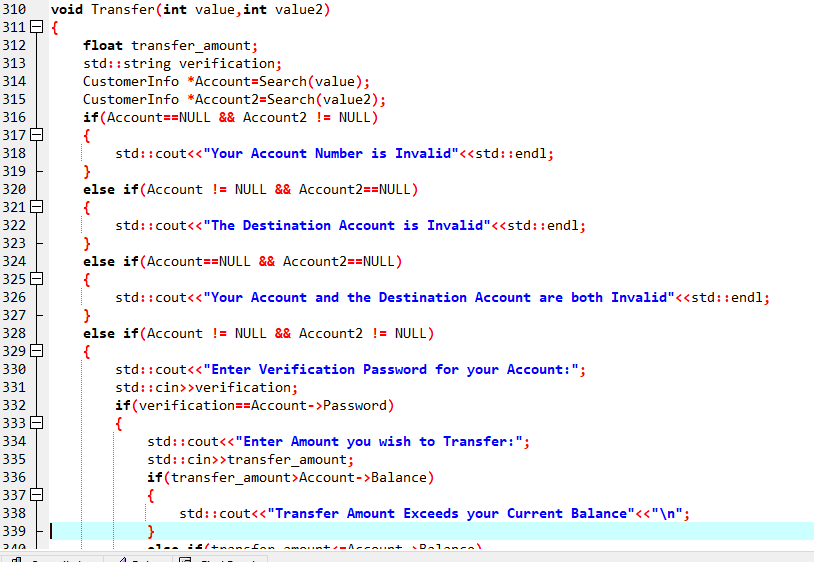 310 void Transfer(int value,int value2)
311 {
312 float transfer_amount;
313 std::string verification;
314 CustomerInfo *Account=Search(value);
315 CustomerInfo *Account2=Search(value2);
316 if(Account==NULL && Account2 != NULL)
317 {
318 std::cout<<"Your Account Number is Invalid"<<std::endl;
319 }
320 else if(Account != NULL && Account2==NULL)
321 {
322 std::cout<<"The Destination Account is Invalid"<<std::endl;
323 }
324 else if(Account==NULL && Account2==NULL)
325 {
326 std::cout<<"Your Account and the Destination Account are both Invalid"<<std::endl;
327 }
328 else if(Account != NULL && Account2 != NULL)
329 {
330 std::cout<<"Enter Verification Password for your Account:";
331 std::cin>>verification;
332 if(verification==Account->Password)
333 {
334 std::cout<<"Enter Amount you wish to Transfer:";
335 std::cin>>transfer_amount;
336 if(transfer_amount>Account->Balance)
337 {
338 std::cout<<"Transfer Amount Exceeds your Current Balance"<<"\n";
339 }
340 else if(transfer_amount<=Account->Balance)